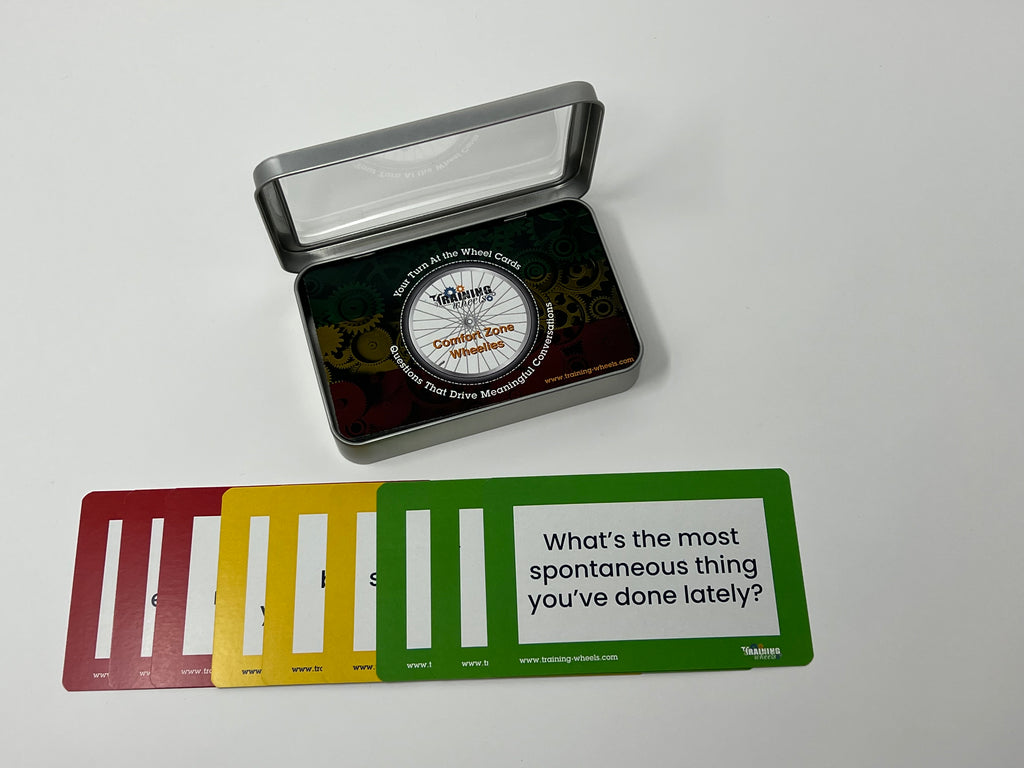 Your Turn At the Wheel Cards
TRAINING
wheels
Comfort Zone
Wheelies
Questions That Drive Meaningful Conversations
www.training-wheels.com
What's the most
spontaneous thing
you've done lately?
www.training-wheels.com
TRAINING
wheels